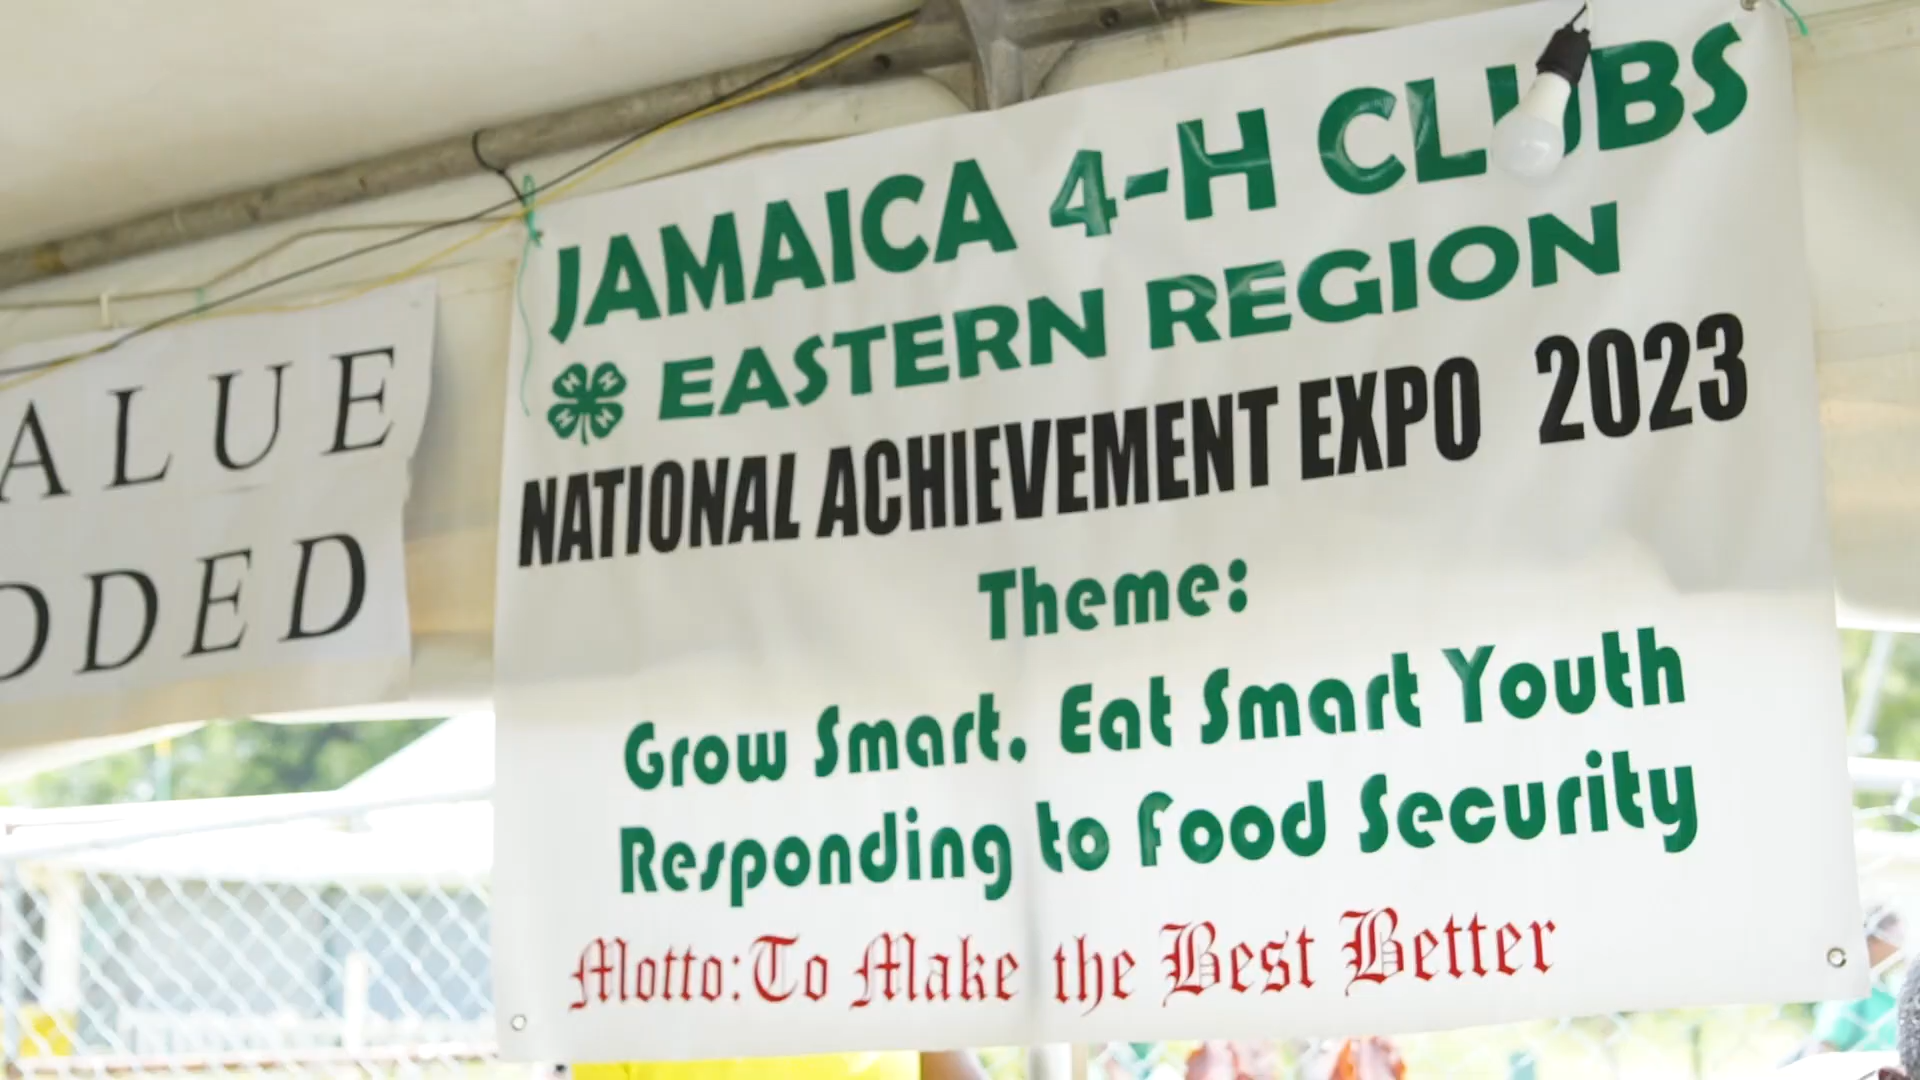 JAMAICA 4-H CLUBS
EASTERN REGION
NATIONAL ACHIEVEMENT EXPO 2023
Theme:
Grow Smart, Eat Smart Youth
Responding to Food Security
Motto:To Make the Best Better
ALUE
DDED
H H H H